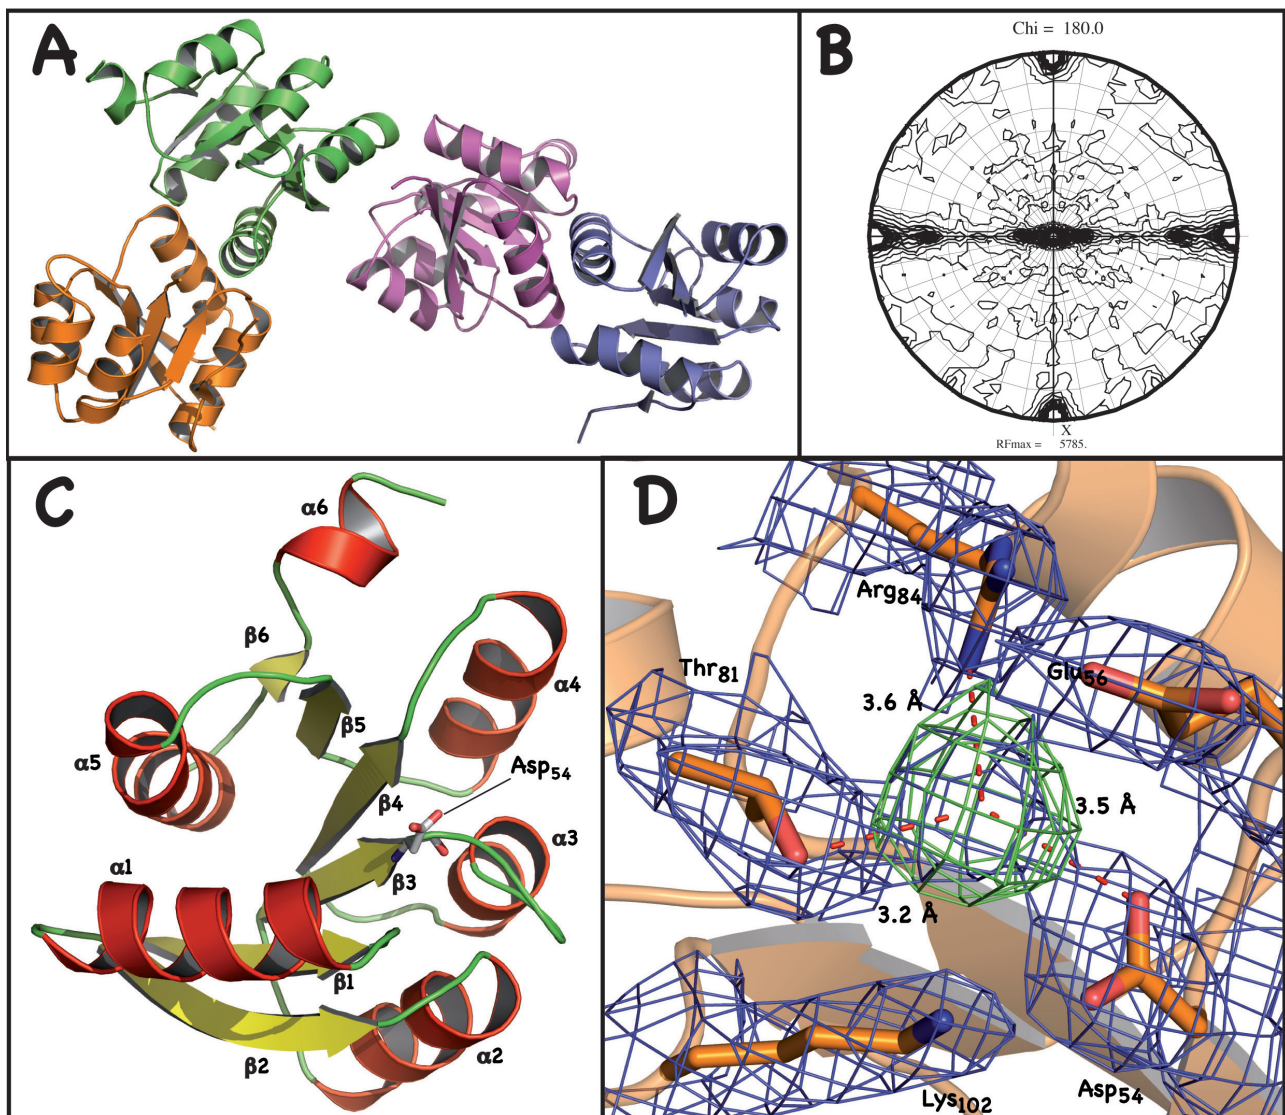 A
B
Chi = 180.0
X
RFmax = 5785.
C
α6
β6
α4
β5
α5
Asp54
β4
α3
α1
β3
β1
β2
α2
D
Arg84
Thr81
Glu56
3.6 Å
3.5 Å
3.2 Å
Lys102
Asp54